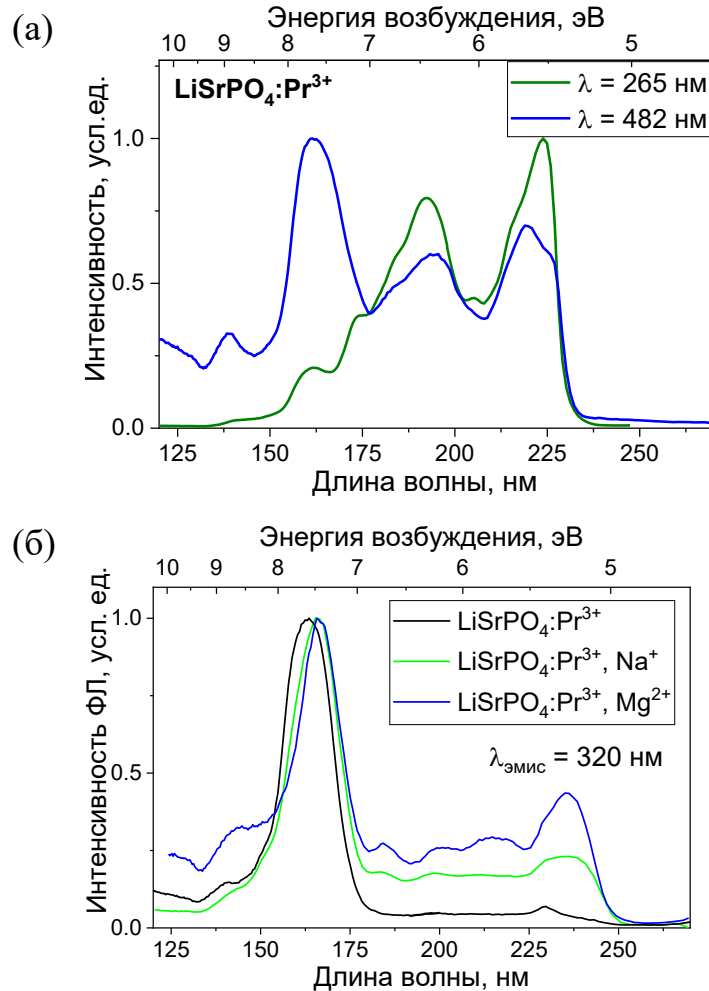 (а)
Энергия возбуждения, эВ
10 9 8 7 6 5
LiSrPO₄:Pr³⁺
λ = 265 нм
λ = 482 нм
Интенсивность, усл.ед.
1.0
0.5
0.0
125 150 175 200 225 250
Длина волны, нм
(б)
Энергия возбуждения, эВ
10 9 8 7 6 5
LiSrPO₄:Pr³⁺
LiSrPO₄:Pr³⁺, Na⁺
LiSrPO₄:Pr³⁺, Mg²⁺
λэмис = 320 нм
Интенсивность ФЛ, усл. ед.
1.0
0.5
0.0
125 150 175 200 225 250
Длина волны, нм